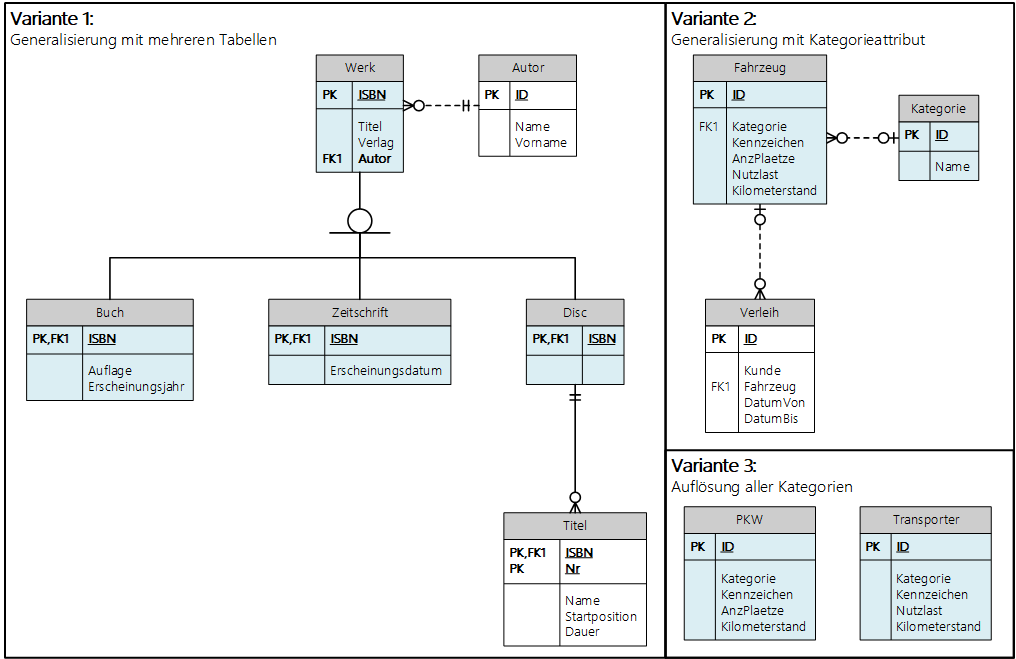 Variante 1:
Generalisierung mit mehreren Tabellen
Werk
PK ISBN
Titel
Verlag
FK1 Autor
Autor
PK ID
Name
Vorname
Buch
PK,FK1 ISBN
Auflage
Erscheinungsjahr
Zeitschrift
PK,FK1 ISBN
Erscheinungsdatum
Disc
PK,FK1 ISBN
Titel
PK,FK1 ISBN
PK Nr
Name
Startposition
Dauer
Variante 2:
Generalisierung mit Kategorieattribut
Fahrzeug
PK ID
FK1 Kategorie
Kennzeichen
AnzPlaetze
Nutzlast
Kilometerstand
Kategorie
PK ID
Name
Verleih
PK ID
Kunde
FK1 Fahrzeug
DatumVon
DatumBis
Variante 3:
Auflösung aller Kategorien
PKW
PK ID
Kategorie
Kennzeichen
AnzPlaetze
Kilometerstand
Transporter
PK ID
Kategorie
Kennzeichen
Nutzlast
Kilometerstand